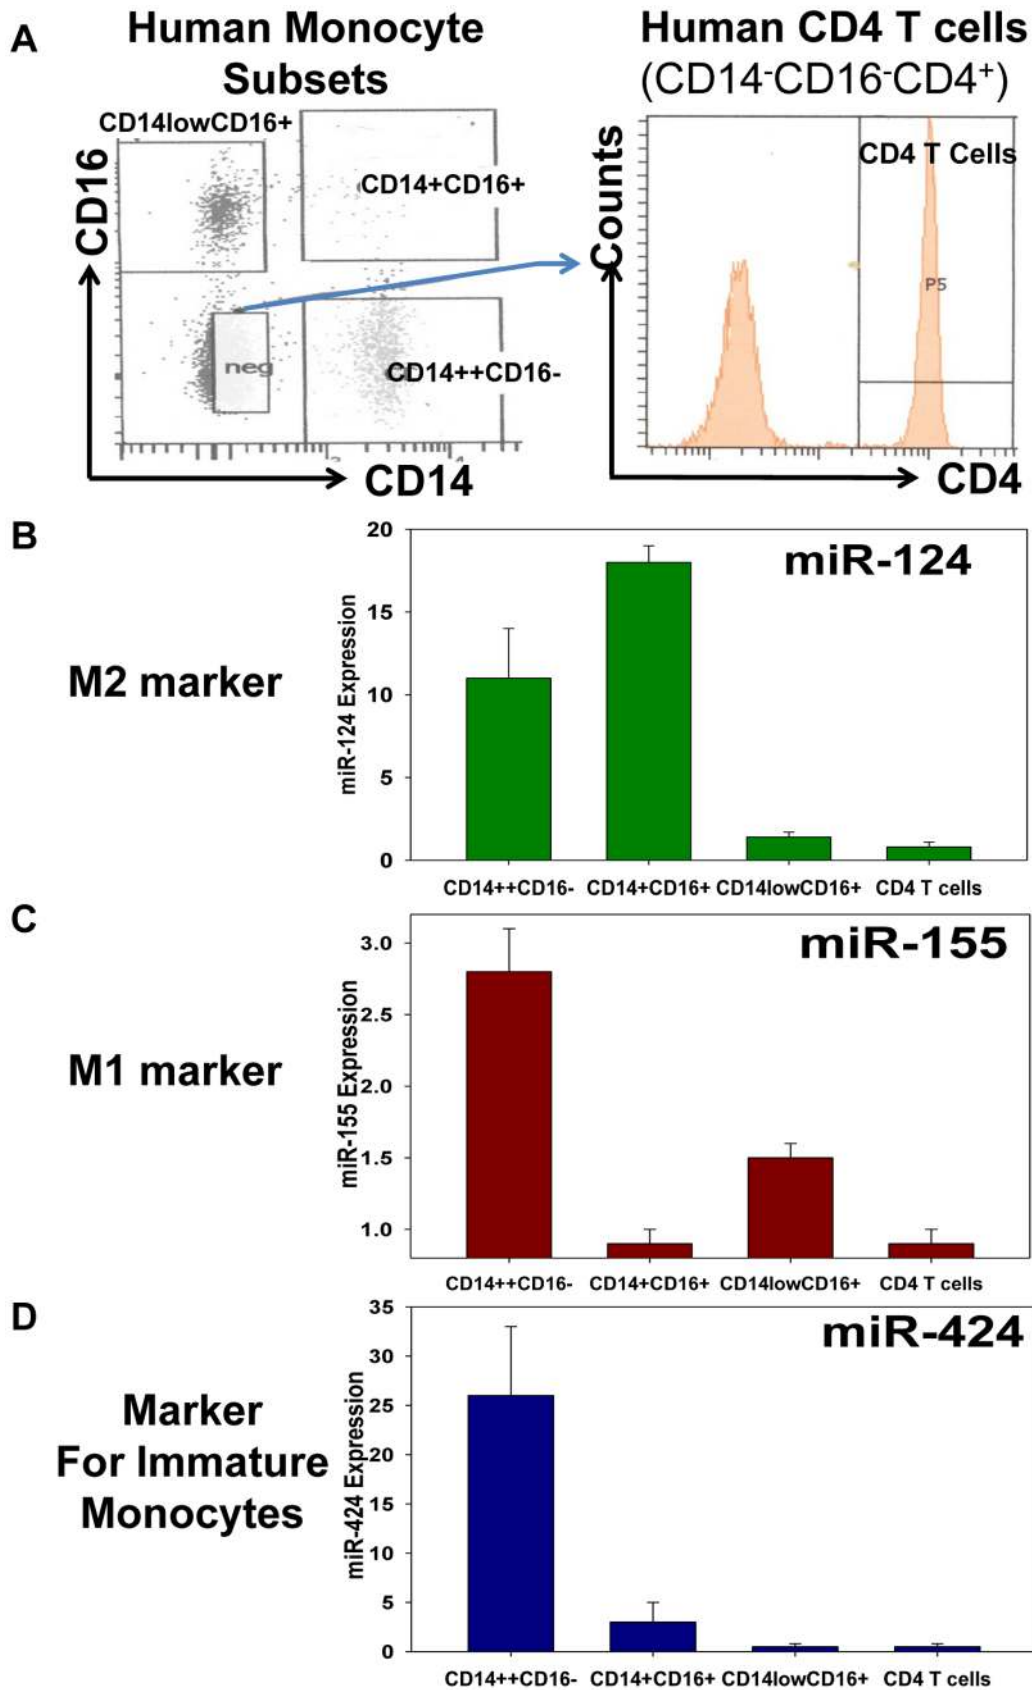 A
Human Monocyte
Subsets
Human CD4 T cells
(CD14-CD16-CD4+)
CD14lowCD16+
CD14+CD16+
CD14++CD16-
neg
CD16
CD14
Counts
CD4 T Cells
P5
CD4
B
M2 marker
miR-124
miR-124 Expression
20
15
10
5
0
CD14++CD16- CD14+CD16+ CD14lowCD16+ CD4 T cells
C
M1 marker
miR-155
miR-155 Expression
3.0
2.5
2.0
1.5
1.0
CD14++CD16- CD14+CD16+ CD14lowCD16+ CD4 T cells
D
Marker
For Immature
Monocytes
miR-424
miR-424 Expression
35
30
25
20
15
10
5
0
CD14++CD16- CD14+CD16+ CD14lowCD16+ CD4 T cells